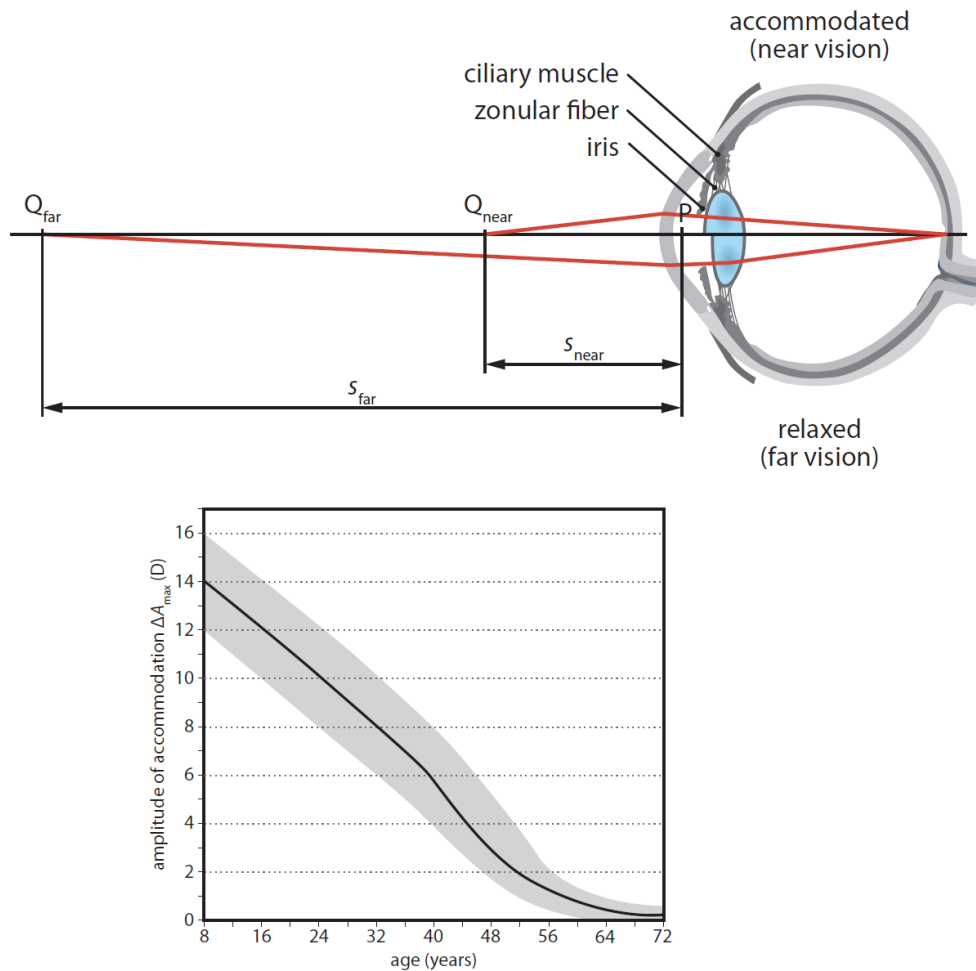 accommodated
(near vision)
ciliary muscle
zonular fiber
iris
Q_far
Q_near
P
s_near
s_far
relaxed
(far vision)
amplitude of accommodation ΔA_max (D)
16
14
12
10
8
6
4
2
0
8 16 24 32 40 48 56 64 72
age (years)